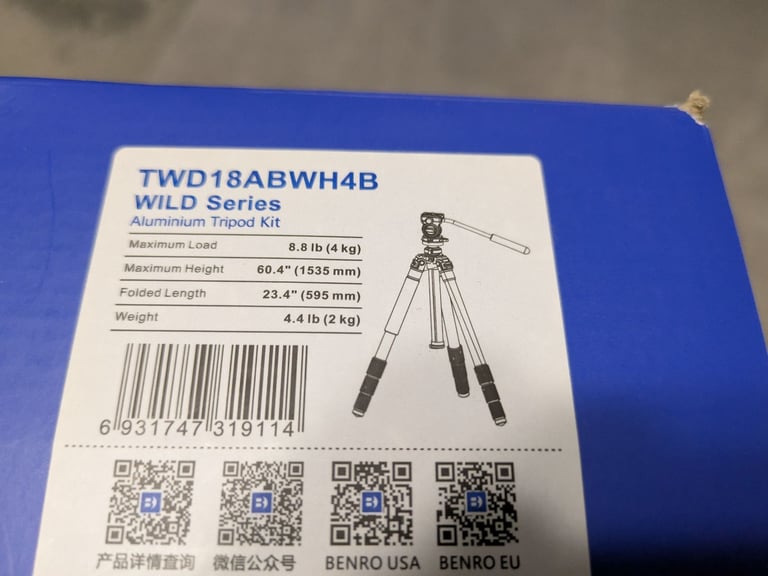 TWD18ABWH4B
WILD Series
Aluminium Tripod Kit
Maximum Load 8.8 lb (4 kg)
Maximum Height 60.4" (1535 mm)
Folded Length 23.4" (595 mm)
Weight 4.4 lb (2 kg)
6 931747 319114
产品详情查询 微信公众号 BENRO USA BENRO EU